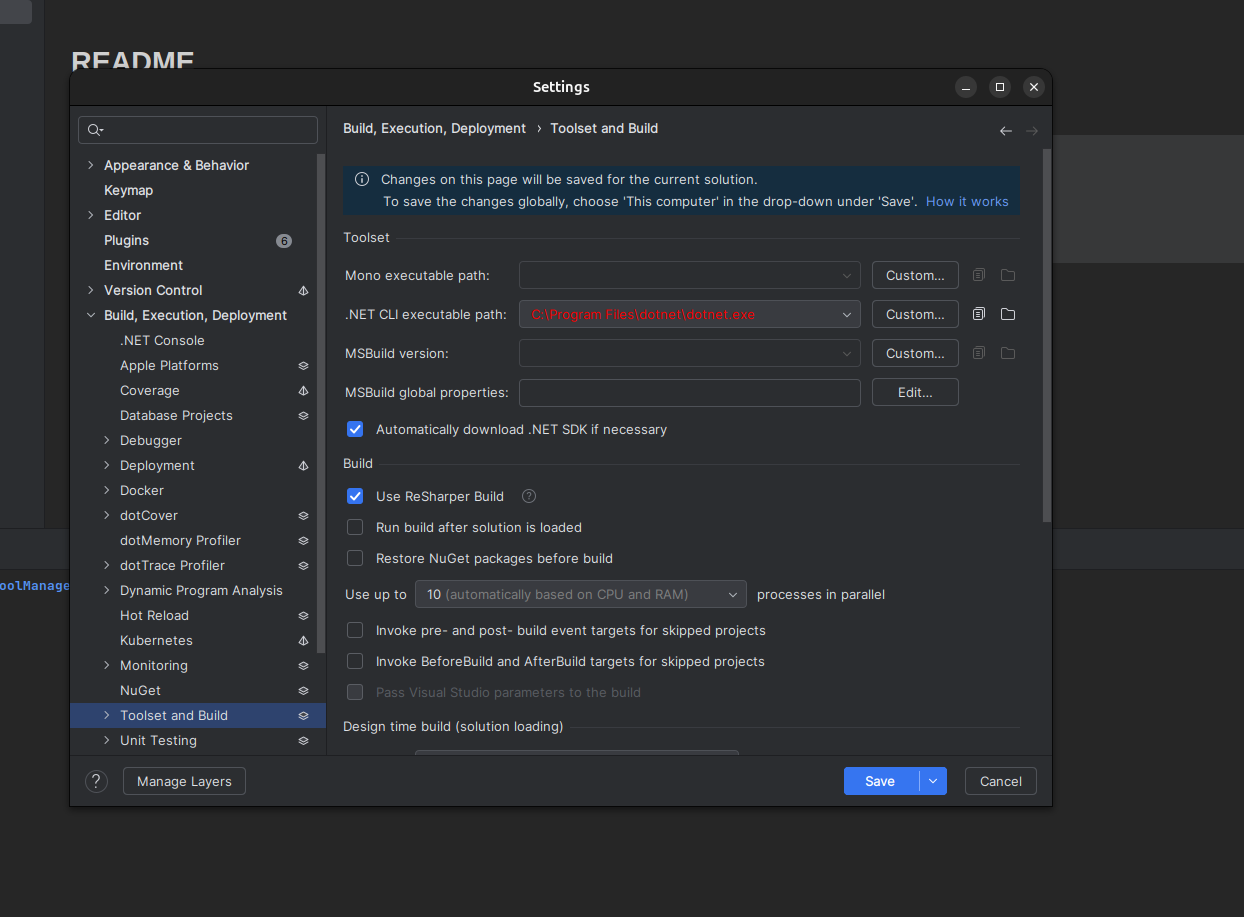 README
Settings
Build, Execution, Deployment › Toolset and Build
Appearance & Behavior
Keymap
Editor
Plugins 6
Environment
Version Control
Build, Execution, Deployment
.NET Console
Apple Platforms
Coverage
Database Projects
Debugger
Deployment
Docker
dotCover
dotMemory Profiler
dotTrace Profiler
Dynamic Program Analysis
Hot Reload
Kubernetes
Monitoring
NuGet
Toolset and Build
Unit Testing
Changes on this page will be saved for the current solution.
To save the changes globally, choose 'This computer' in the drop-down under 'Save'. How it works
Toolset
Mono executable path: Custom...
.NET CLI executable path: C:\Program Files\dotnet\dotnet.exe Custom...
MSBuild version: Custom...
MSBuild global properties: Edit...
Automatically download .NET SDK if necessary
Build
Use ReSharper Build ?
Run build after solution is loaded
Restore NuGet packages before build
Use up to 10 (automatically based on CPU and RAM) processes in parallel
Invoke pre- and post- build event targets for skipped projects
Invoke BeforeBuild and AfterBuild targets for skipped projects
Pass Visual Studio parameters to the build
Design time build (solution loading)
oolManage
? Manage Layers Save Cancel